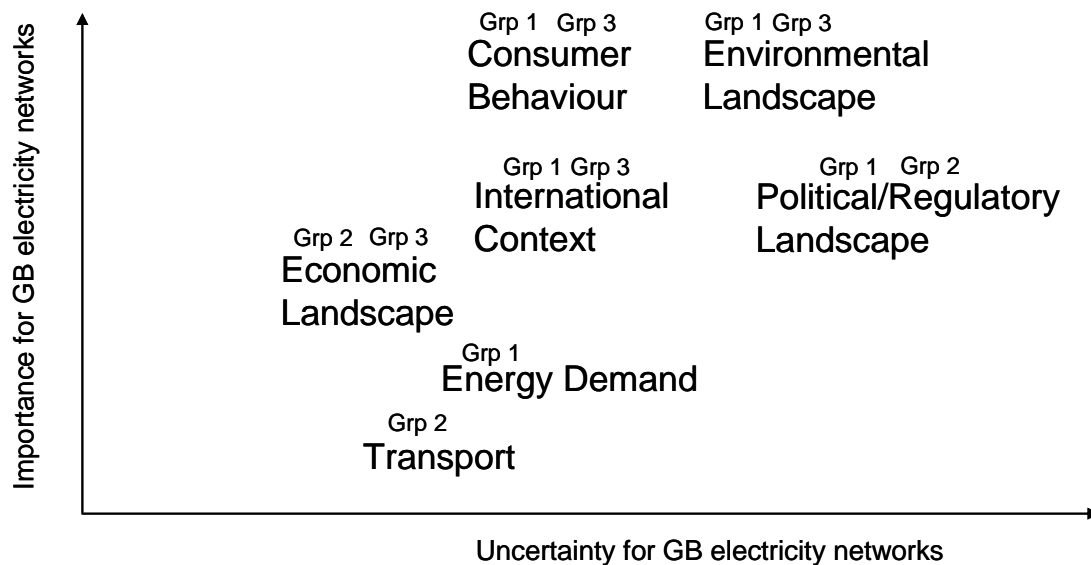 Importance for GB electricity networks
Grp 1 Grp 3
Consumer
Behaviour
Grp 1 Grp 3
Environmental
Landscape
Grp 1 Grp 3
International
Context
Grp 1 Grp 2
Political/Regulatory
Landscape
Grp 2 Grp 3
Economic
Landscape
Grp 1
Energy Demand
Grp 2
Transport
Uncertainty for GB electricity networks